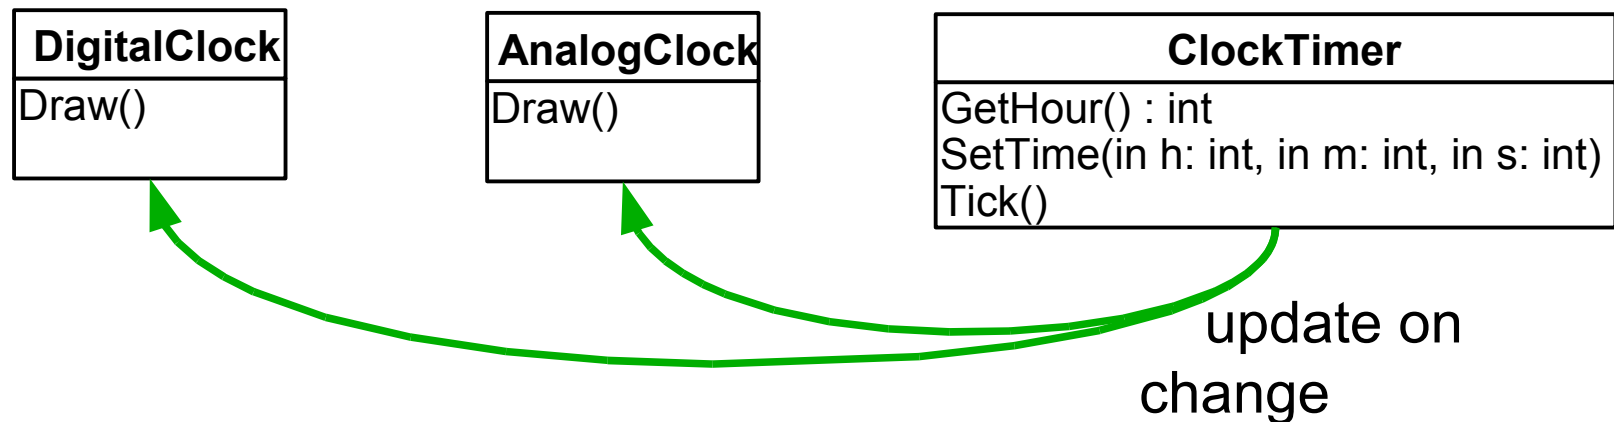 DigitalClock
Draw()
AnalogClock
Draw()
ClockTimer
GetHour() : int
SetTime(in h: int, in m: int, in s: int)
Tick()
update on
change